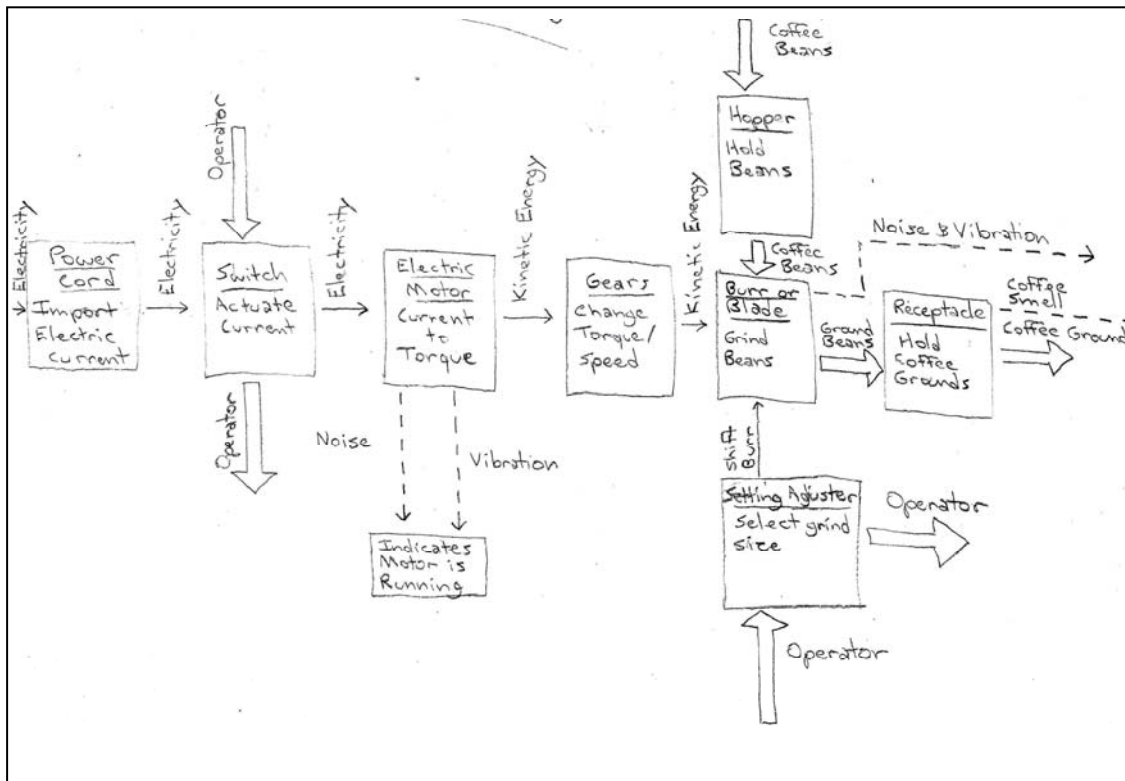 Coffee
Beans
Hopper
Hold
Beans
Operator
Electricity
Power
Cord
Import
Electric
Current
Electricity
Switch
Actuate
Current
Operator
Electricity
Electric
Motor
Current
to
Torque
Noise
Vibration
Indicates
Motor is
Running
Kinetic Energy
Gears
Change
Torque/
Speed
Kinetic Energy
Coffee
Beans
Burr or
Blade
Grind
Beans
Noise & Vibration
Ground
Beans
Receptacle
Hold
Coffee
Grounds
Coffee
Smell
Coffee Ground
Shift
Burr
Setting Adjuster
Select grind
size
Operator
Operator